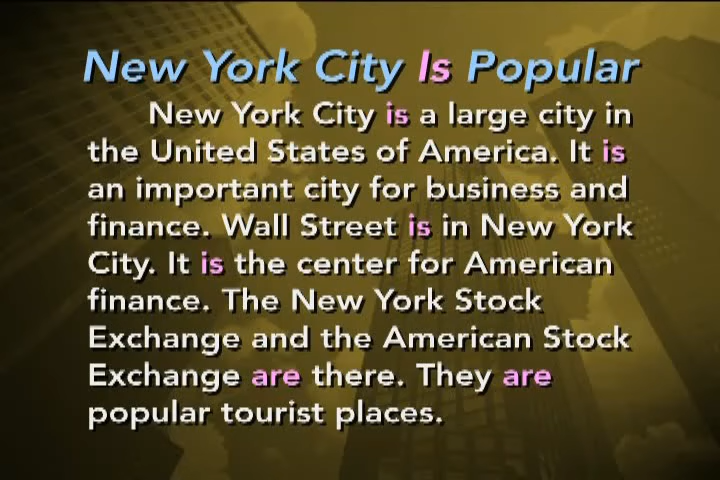 New York City Is Popular
New York City is a large city in
the United States of America. It is
an important city for business and
finance. Wall Street is in New York
City. It is the center for American
finance. The New York Stock
Exchange and the American Stock
Exchange are there. They are
popular tourist places.